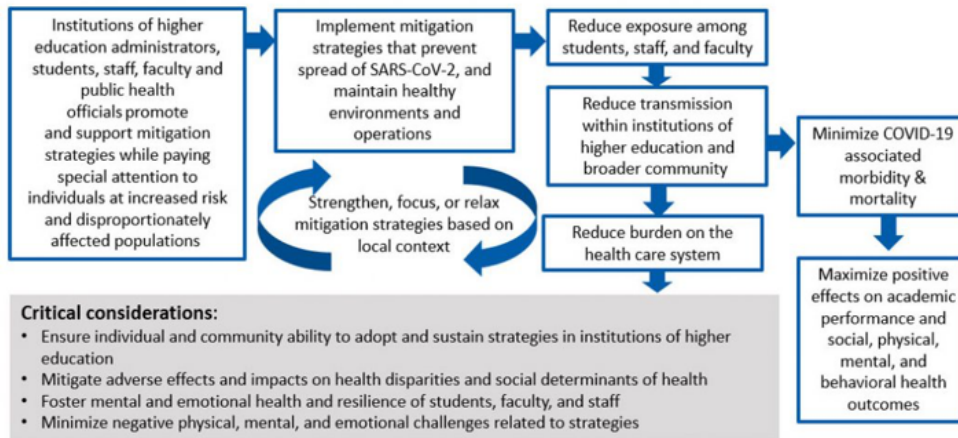 Institutions of higher
education administrators,
students, staff, faculty and
public health
officials promote
and support mitigation
strategies while paying
special attention to
individuals at increased risk
and disproportionately
affected populations
Implement mitigation
strategies that prevent
spread of SARS-CoV-2, and
maintain healthy
environments and
operations
Strengthen, focus, or relax
mitigation strategies based on
local context
Reduce exposure among
students, staff, and faculty
Reduce transmission
within institutions of
higher education and
broader community
Reduce burden on the
health care system
Minimize COVID-19
associated
morbidity &
mortality
Maximize positive
effects on academic
performance and
social, physical,
mental, and
behavioral health
outcomes
Critical considerations:
• Ensure individual and community ability to adopt and sustain strategies in institutions of higher
education
• Mitigate adverse effects and impacts on health disparities and social determinants of health
• Foster mental and emotional health and resilience of students, faculty, and staff
• Minimize negative physical, mental, and emotional challenges related to strategies